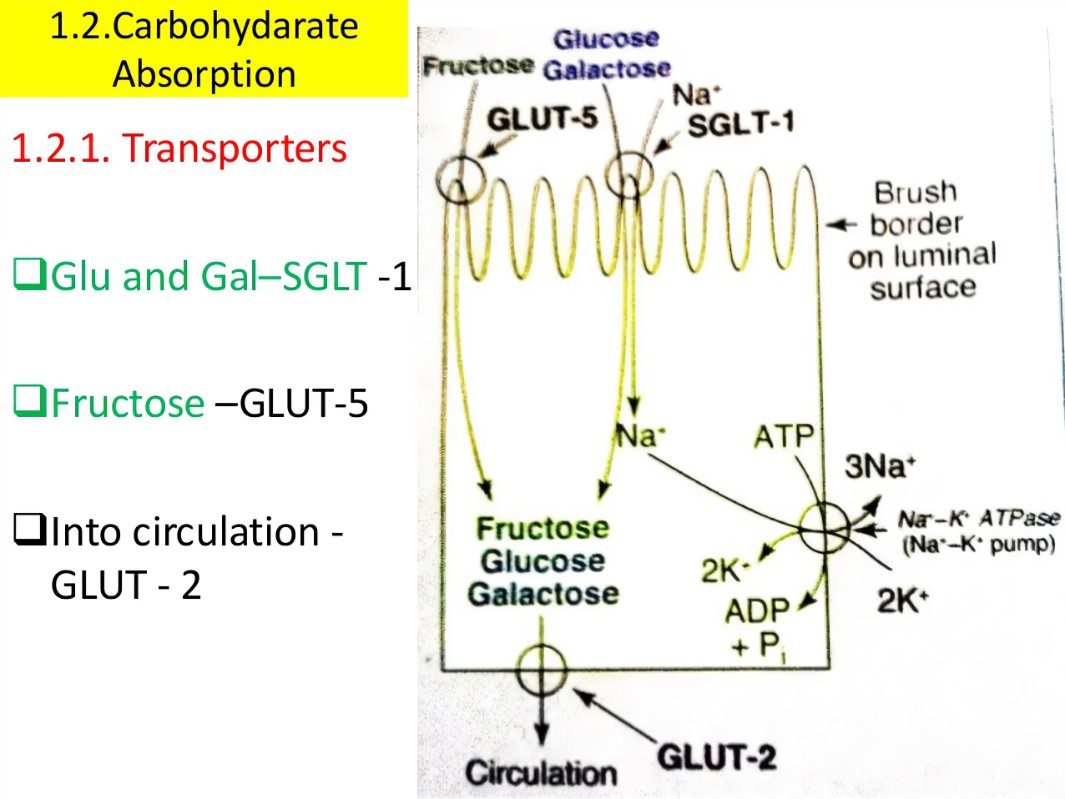 1.2.Carbohydarate
Absorption
1.2.1. Transporters
Glu and Gal–SGLT -1
Fructose –GLUT-5
Into circulation -
GLUT - 2
Glucose
Fructose Galactose
Na⁺
GLUT-5
SGLT-1
Brush
border
on luminal
surface
Na⁺
ATP
3Na⁺
Na⁺–K⁺ ATPase
(Na⁺–K⁺ pump)
Fructose
Glucose
Galactose
2K⁺
2K⁺
ADP
+ Pᵢ
GLUT-2
Circulation